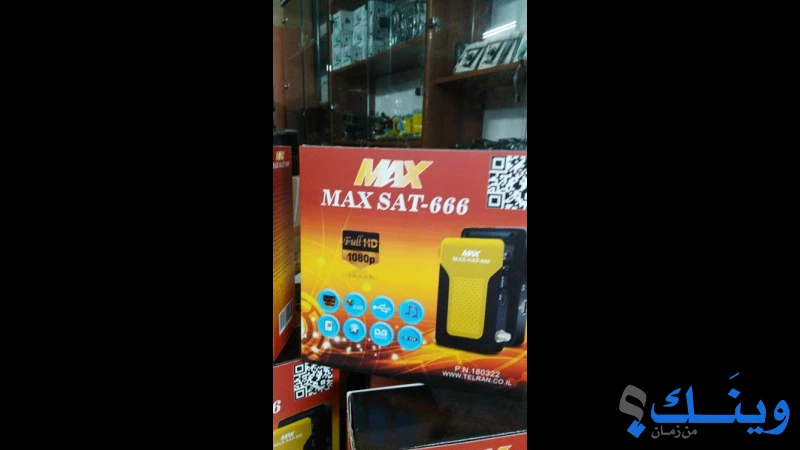 MAX
MAX SAT-666
Full HD
1080p
MAX
MAX SAT-666
P.N.180322
WWW.TELRAN.CO.IL
MAX
وينك؟
من زمان